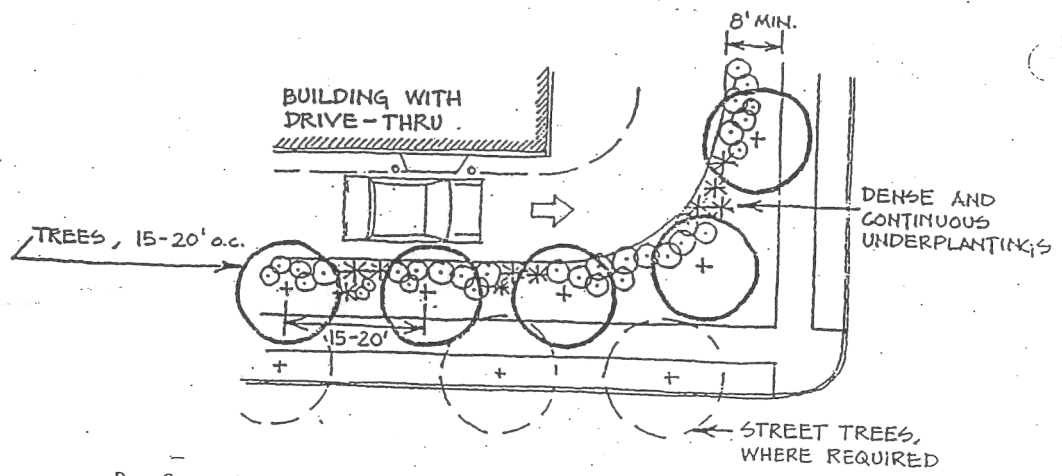 8' MIN.
BUILDING WITH
DRIVE-THRU
DENSE AND
CONTINUOUS
UNDERPLANTINGS
TREES, 15-20' o.c.
15-20'
STREET TREES,
WHERE REQUIRED